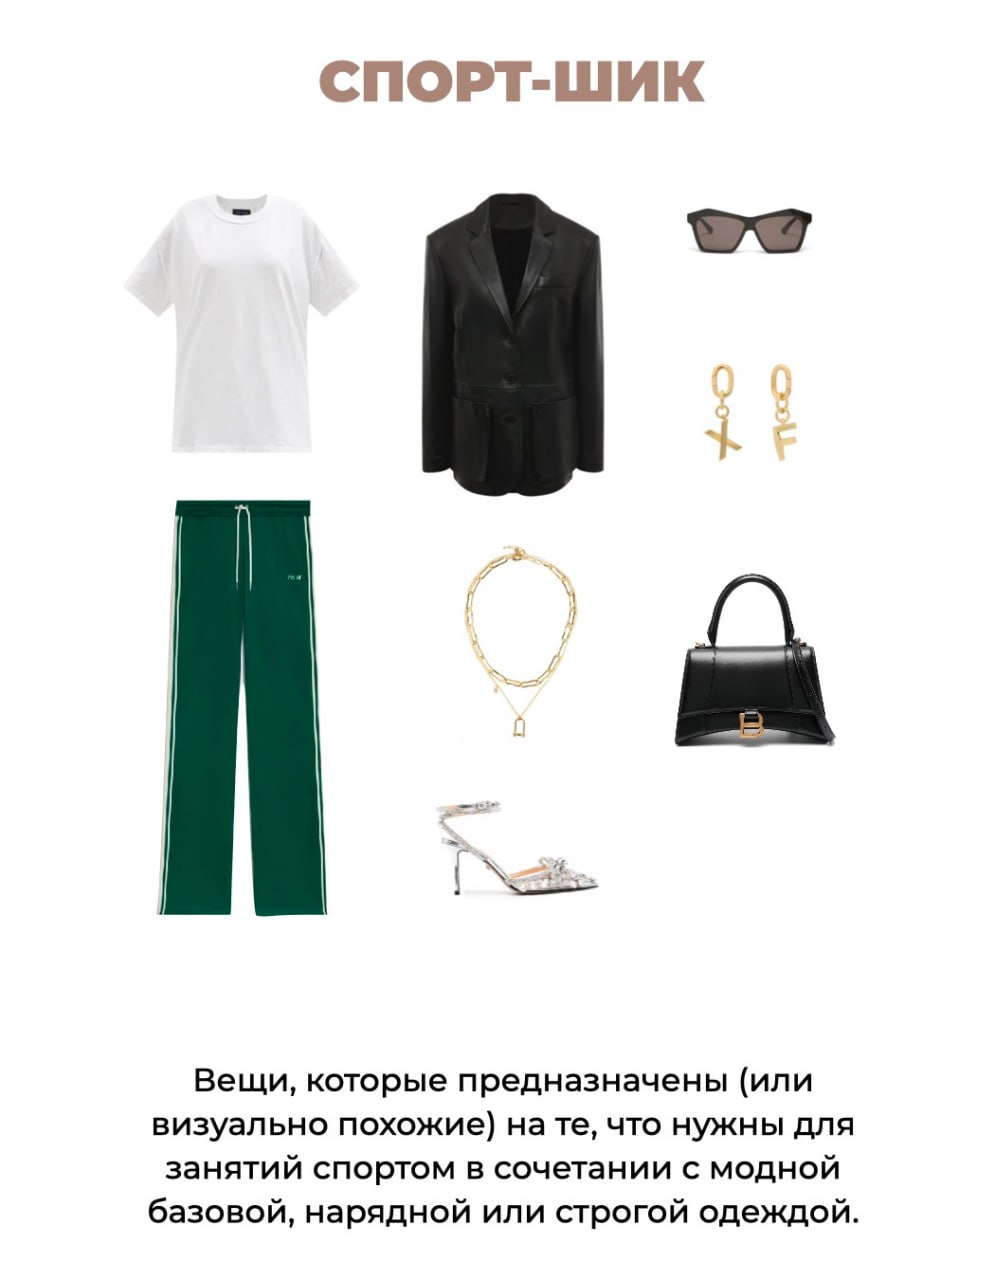 СПОРТ-ШИК
X F
B
Вещи, которые предназначены (или
визуально похожие) на те, что нужны для
занятий спортом в сочетании с модной
базовой, нарядной или строгой одеждой.